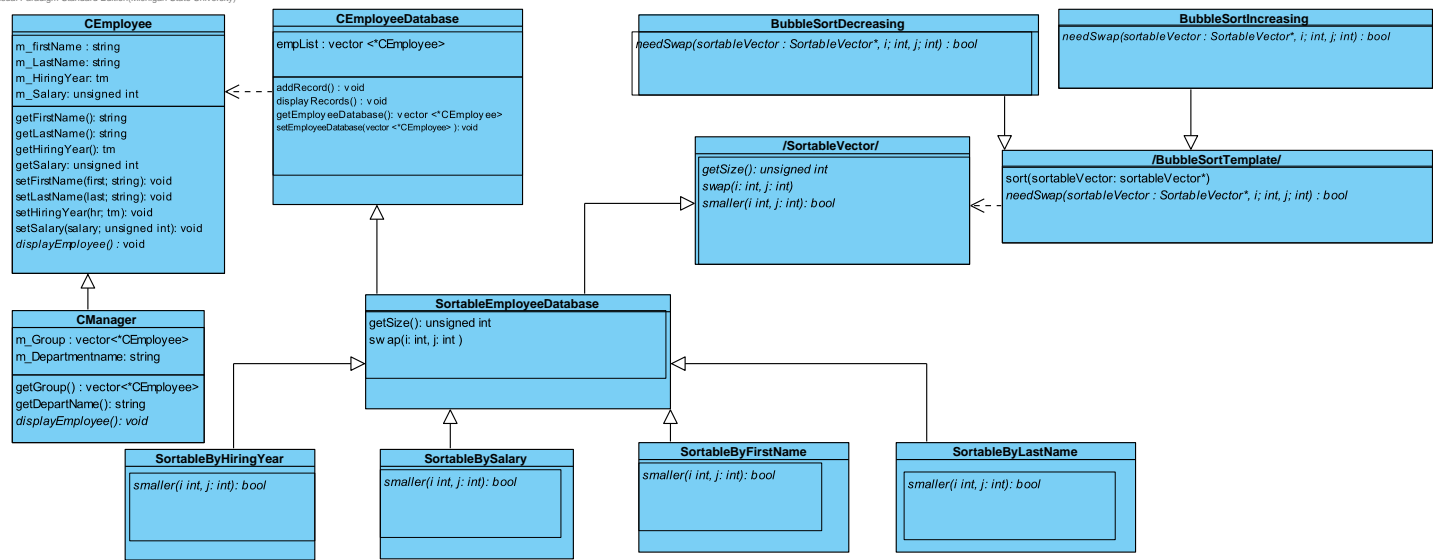 Paradigm Standard Edition(Michigan State University)
CEmployee
m_firstName : string
m_LastName: string
m_HiringYear: tm
m_Salary: unsigned int
getFirstName(): string
getLastName(): string
getHiringYear(): tm
getSalary: unsigned int
setFirstName(first; string): void
setLastName(last; string): void
setHiringYear(hr; tm): void
setSalary(salary; unsigned int): void
displayEmployee() : void
CEmployeeDatabase
empList : vector <*CEmployee>
addRecord() : void
displayRecords() : void
getEmployeeDatabase(): vector <*CEmployee>
setEmployeeDatabase(vector <*CEmployee> ): void
BubbleSortDecreasing
needSwap(sortableVector : SortableVector*, i; int, j; int) : bool
BubbleSortIncreasing
needSwap(sortableVector : SortableVector*, i; int, j; int) : bool
/SortableVector/
getSize(): unsigned int
swap(i: int, j: int)
smaller(i int, j: int): bool
/BubbleSortTemplate/
sort(sortableVector: sortableVector*)
needSwap(sortableVector : SortableVector*, i; int, j; int) : bool
CManager
m_Group : vector<*CEmployee>
m_Departmentname: string
getGroup() : vector<*CEmployee>
getDepartName(): string
displayEmployee(): void
SortableEmployeeDatabase
getSize(): unsigned int
swap(i: int, j: int )
SortableByHiringYear
smaller(i int, j: int): bool
SortableBySalary
smaller(i int, j: int): bool
SortableByFirstName
smaller(i int, j: int): bool
SortableByLastName
smaller(i int, j: int): bool